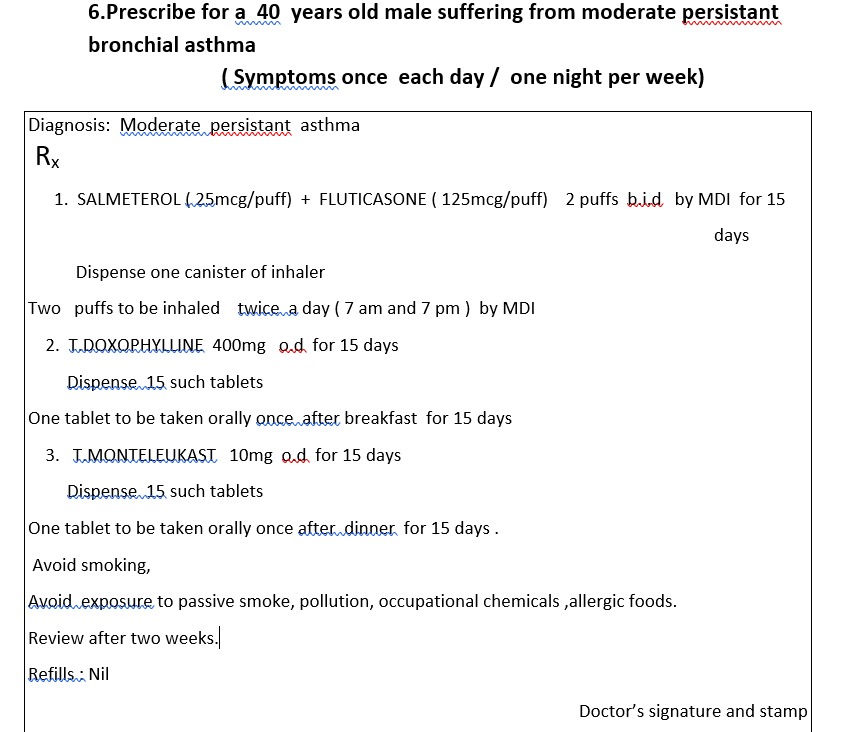 6.Prescribe for a 40 years old male suffering from moderate persistant
bronchial asthma
( Symptoms once each day / one night per week)
Diagnosis: Moderate persistant asthma
Rx
1. SALMETEROL ( 25mcg/puff) + FLUTICASONE ( 125mcg/puff) 2 puffs b.i.d by MDI for 15
days
Dispense one canister of inhaler
Two puffs to be inhaled twice a day ( 7 am and 7 pm ) by MDI
2. T.DOXOPHYLLINE 400mg o.d. for 15 days
Dispense 15 such tablets
One tablet to be taken orally once after breakfast for 15 days
3. T.MONTELEUKAST 10mg o.d. for 15 days
Dispense 15 such tablets
One tablet to be taken orally once after dinner for 15 days .
Avoid smoking,
Avoid exposure to passive smoke, pollution, occupational chemicals ,allergic foods.
Review after two weeks.
Refills : Nil
Doctor’s signature and stamp